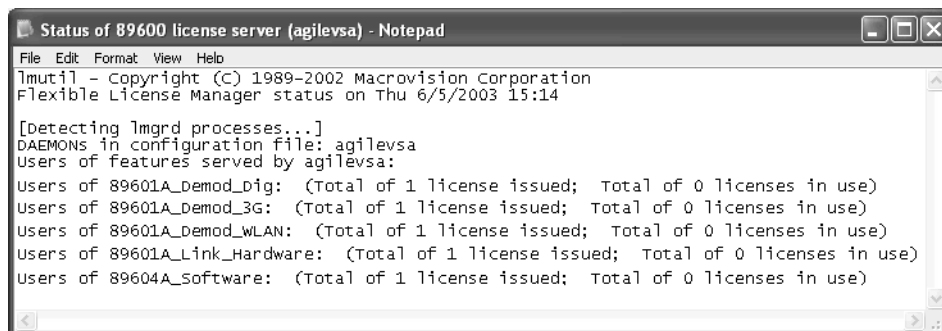 Status of 89600 license server (agilevsa) - Notepad
File Edit Format View Help
lmutil - Copyright (C) 1989-2002 Macrovision Corporation
Flexible License Manager status on Thu 6/5/2003 15:14
[Detecting lmgrd processes...]
DAEMONs in configuration file: agilevsa
Users of features served by agilevsa:
Users of 89601A_Demod_Dig: (Total of 1 license issued; Total of 0 licenses in use)
Users of 89601A_Demod_3G: (Total of 1 license issued; Total of 0 licenses in use)
Users of 89601A_Demod_WLAN: (Total of 1 license issued; Total of 0 licenses in use)
Users of 89601A_Link_Hardware: (Total of 1 license issued; Total of 0 licenses in use)
Users of 89604A_Software: (Total of 1 license issued; Total of 0 licenses in use)